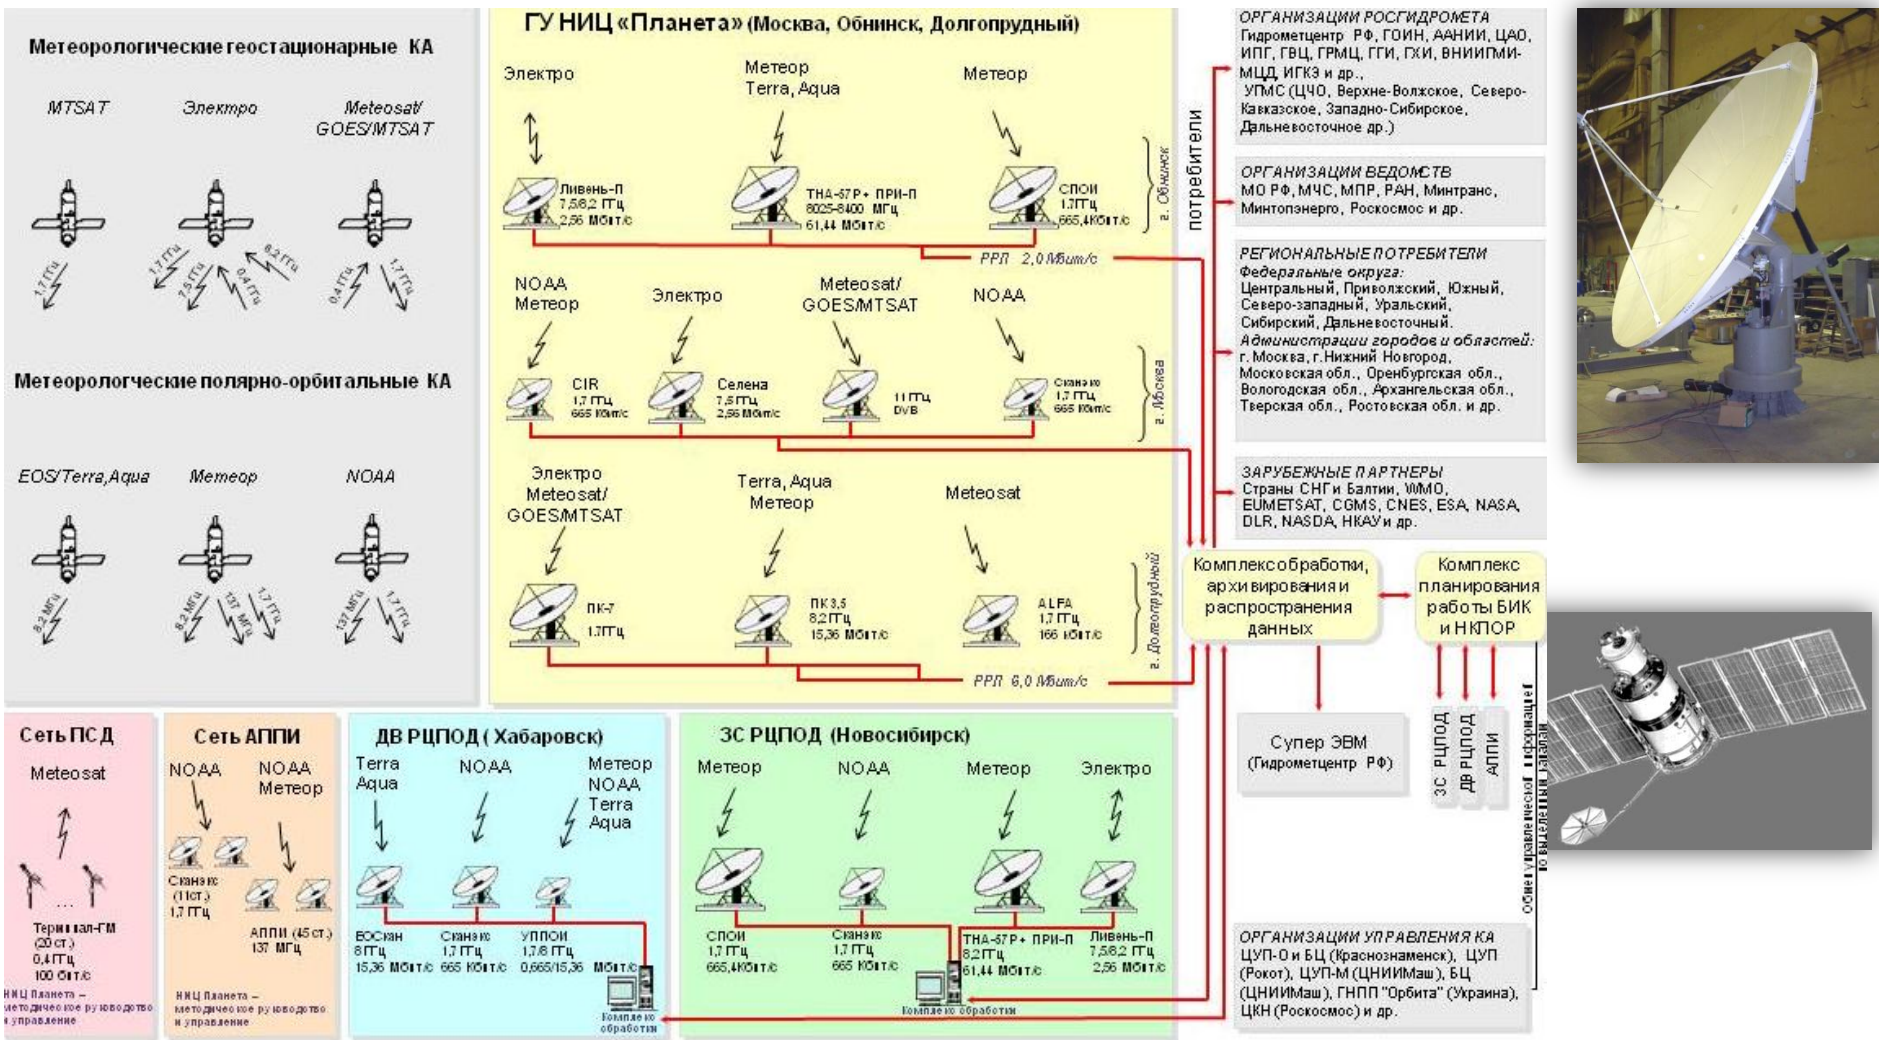 Метеорологические геостационарные КА
MTSAT
Электро
Meteosat/
GOES/MTSAT
1,7 ГГц
1,7 ГГц
7,5 ГГц
0,4 ГГц
8,2 ГГц
0,4 ГГц
1,7 ГГц
Метеорологчские полярно-орбитальные КА
EOS/Terra,Aqua
Метеор
NOAA
8,2 МГц
8,2 МГц
137 МГц
1,7 ГГц
137 МГц
1,7 ГГц
ГУ НИЦ «Планета» (Москва, Обнинск, Долгопрудный)
Электро
Метеор
Terra, Aqua
Метеор
Ливень-П
7,5/8,2 ГГц
2,56 Мбит/с
ТНА-57Р+ ПРИ-П
8025-8400 МГц
61,44 Мбит/с
СПОИ
1.7ГГц
665,4Кбит/с
г. Обнинск
РРЛ 2,0 Мбит/с
NOAA
Метеор
Электро
Meteosat/
GOES/MTSAT
NOAA
CIR
1,7 ГГц
665 Кбит/с
Селена
7,5 ГГц
2,56 Мбит/с
11 ГГц
DVB
Сканэкс
1,7 ГГц
665 Кбит/с
г. Москва
Электро
Meteosat/
GOES/MTSAT
Terra, Aqua
Метеор
Meteosat
ПК-7
1.7ГГц
ПК 3,5
8,2 ГГц
15,36 Мбит/с
ALFA
1,7 ГГц
166 кбит/с
г. Долгопрудный
РРЛ 6,0 Мбит/с
потребители
ОРГАНИЗАЦИИ РОСГИДРОМЕТА
Гидрометцентр РФ, ГОИН, ААНИИ, ЦАО,
ИПГ, ГВЦ, ГРМЦ, ГГИ, ГХИ, ВНИИГМИ-
МЦД, ИГКЭ и др.,
УГМС (ЦЧО, Верхне-Волжское, Северо-
Кавказское, Западно-Сибирское,
Дальневосточное др.)
ОРГАНИЗАЦИИ ВЕДОМСТВ
МО РФ, МЧС, МПР, РАН, Минтранс,
Минтопэнерго, Роскосмос и др.
РЕГИОНАЛЬНЫЕ ПОТРЕБИТЕЛИ
Федеральные округа:
Центральный, Приволжский, Южный,
Северо-западный, Уральский,
Сибирский, Дальневосточный.
Администрации городов и областей:
г. Москва, г.Нижний Новгород,
Московская обл., Оренбургская обл.,
Вологодская обл., Архангельская обл.,
Тверская обл., Ростовская обл. и др.
ЗАРУБЕЖНЫЕ ПАРТНЕРЫ
Страны СНГ и Балтии, WMO,
EUMETSAT, CGMS, CNES, ESA, NASA,
DLR, NASDA, НКАУ и др.
Комплекс обработки,
архивирования и
распространения
данных
Комплекс
планирования
работы БИК
и НКПОР
Супер ЭВМ
(Гидрометцентр РФ)
ЗС РЦПОД
ДВ РЦПОД
АППИ
Обмен управленческой информацией
по выделенным каналам
ОРГАНИЗАЦИИ УПРАВЛЕНИЯ КА
ЦУП-О и БЦ (Краснознаменск), ЦУП
(Рокот), ЦУП-М (ЦНИИМаш), БЦ
(ЦНИИМаш), ГНПП "Орбита" (Украина),
ЦКН (Роскосмос) и др.
Сеть ПСД
Meteosat
...
Терминал-ГМ
(20 ст.)
0,4 ГГц
100 бит/с
НИЦ Планета –
методическое руководство
и управление
Сеть АППИ
NOAA
NOAA
Метеор
Сканэкс
(11ст.)
1,7 ГГц
АППИ (45 ст.)
137 МГц
НИЦ Планета –
методическое руководство
и управление
ДВ РЦПОД ( Хабаровск)
Terra
Aqua
NOAA
Метеор
NOAA
Terra
Aqua
ЕОСкан
8 ГГц
15,36 Мбит/с
Сканэкс
1,7 ГГц
665 Кбит/с
УППОИ
1,7/8 ГГц
0,665/15,36 Мбит/с
Комплекс
обработки
ЗС РЦПОД (Новосибирск)
Метеор
NOAA
Метеор
Электро
СПОИ
1,7 ГГц
665,4Кбит/с
Сканэкс
1,7 ГГц
665 Кбит/с
ТНА-57Р+ ПРИ-П
8,2 ГГц
61,44 Мбит/с
Ливень-П
7,5/8,2 ГГц
2,56 Мбит/с
Комплекс обработки